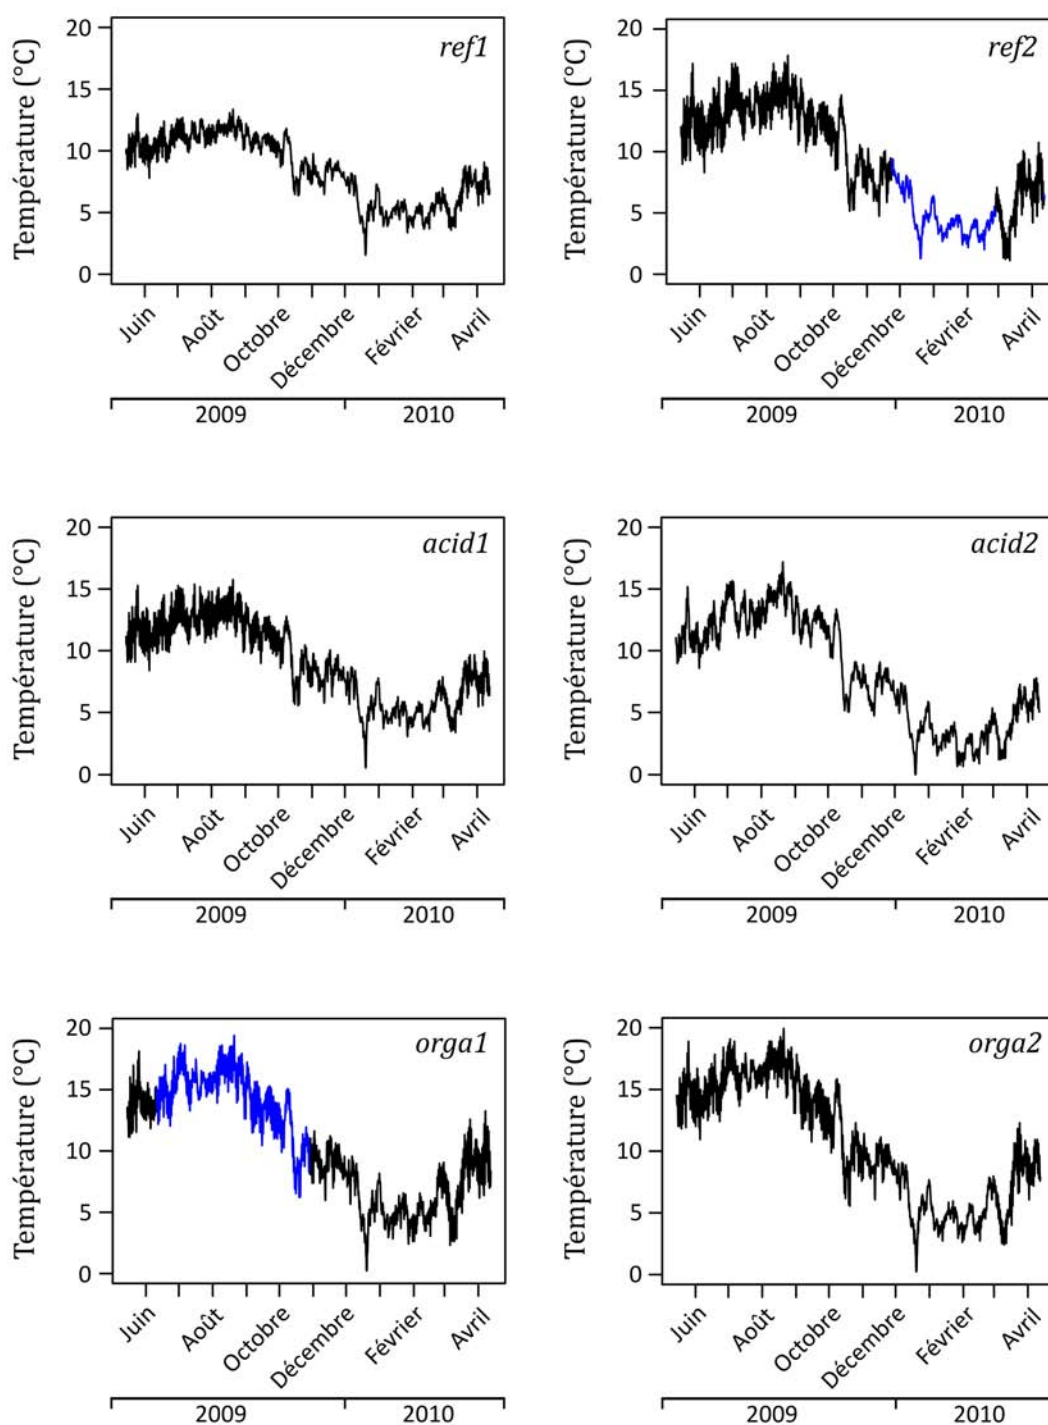 ref1
Température (°C)
20
15
10
5
0
Juin
Août
Octobre
Décembre
Février
Avril
2009
2010
ref2
Température (°C)
20
15
10
5
0
Juin
Août
Octobre
Décembre
Février
Avril
2009
2010
acid1
Température (°C)
20
15
10
5
0
Juin
Août
Octobre
Décembre
Février
Avril
2009
2010
acid2
Température (°C)
20
15
10
5
0
Juin
Août
Octobre
Décembre
Février
Avril
2009
2010
orga1
Température (°C)
20
15
10
5
0
Juin
Août
Octobre
Décembre
Février
Avril
2009
2010
orga2
Température (°C)
20
15
10
5
0
Juin
Août
Octobre
Décembre
Février
Avril
2009
2010